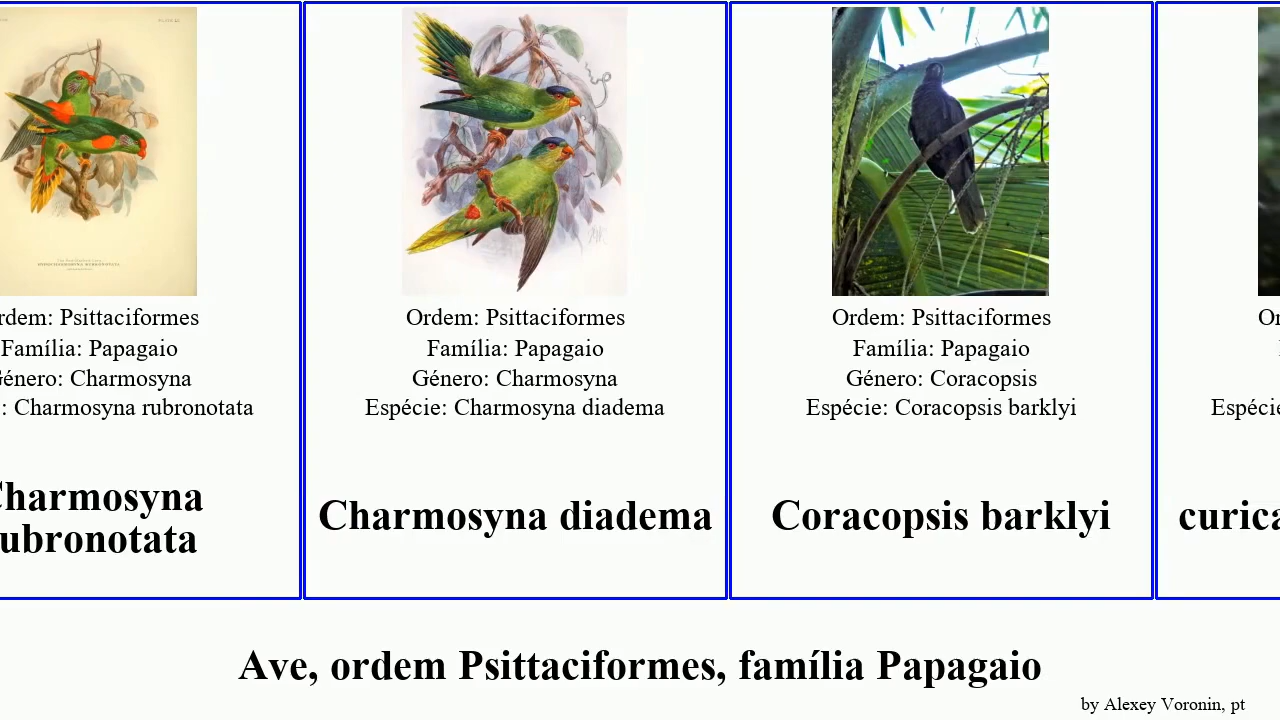 rdem: Psittaciformes
Família: Papagaio
énero: Charmosyna
: Charmosyna rubronotata
Charmosyna
ubronotata
Ordem: Psittaciformes
Família: Papagaio
Género: Charmosyna
Espécie: Charmosyna diadema
Charmosyna diadema
Ordem: Psittaciformes
Família: Papagaio
Género: Coracopsis
Espécie: Coracopsis barklyi
Coracopsis barklyi
Or
Espécie
curica
Ave, ordem Psittaciformes, família Papagaio
by Alexey Voronin, pt